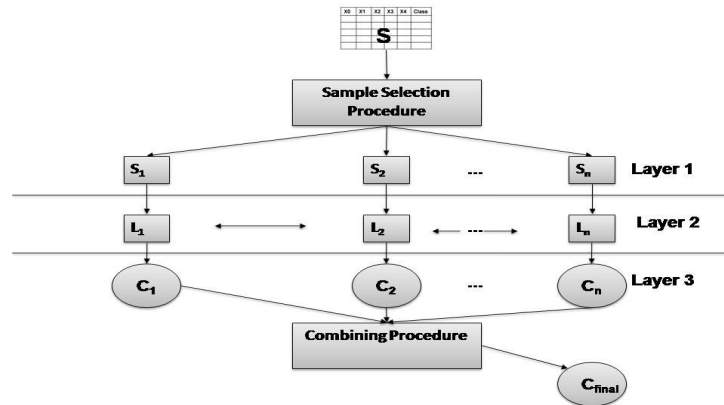 X0 X1 X2 X3 X4 Class
S
Sample Selection
Procedure
S1 S2 --- Sn Layer 1
L1 L2 --- Ln Layer 2
C1 C2 --- Cn Layer 3
Combining Procedure
Cfinal